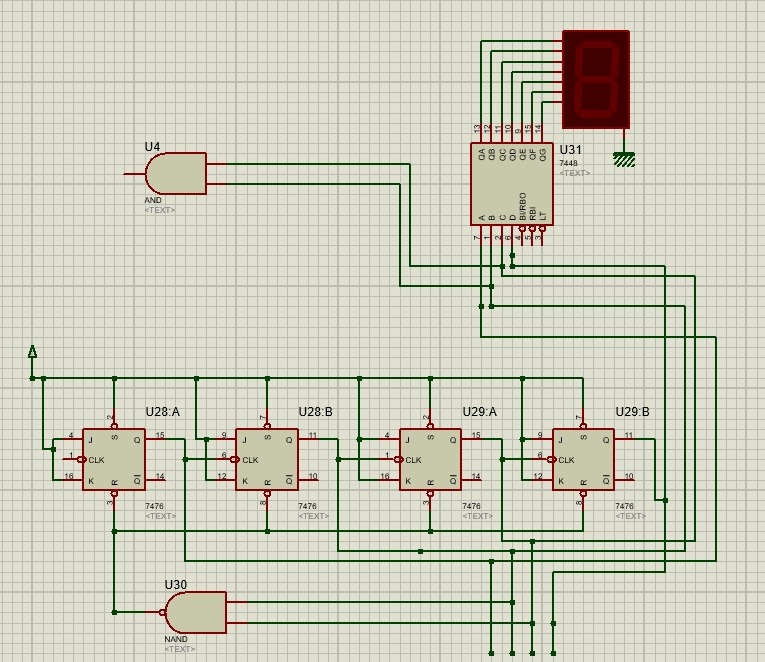 U4
AND
<TEXT>
13 12 11 10 9 15 14
QA QB QC QD QE QF QG
U31
7448
<TEXT>
A B C D BI/RBO RBI LT
7 1 2 6 4 5 3
U28:A
U28:B
U29:A
U29:B
2 7 2 7
4 J S Q 15
9 J S Q 11
4 J S Q 15
9 J S Q 11
1 CLK
6 CLK
1 CLK
6 CLK
16 K R Q 14
12 K R Q 10
16 K R Q 14
12 K R Q 10
3 8 3 8
7476
7476
7476
7476
<TEXT>
<TEXT>
<TEXT>
<TEXT>
U30
NAND
<TEXT>